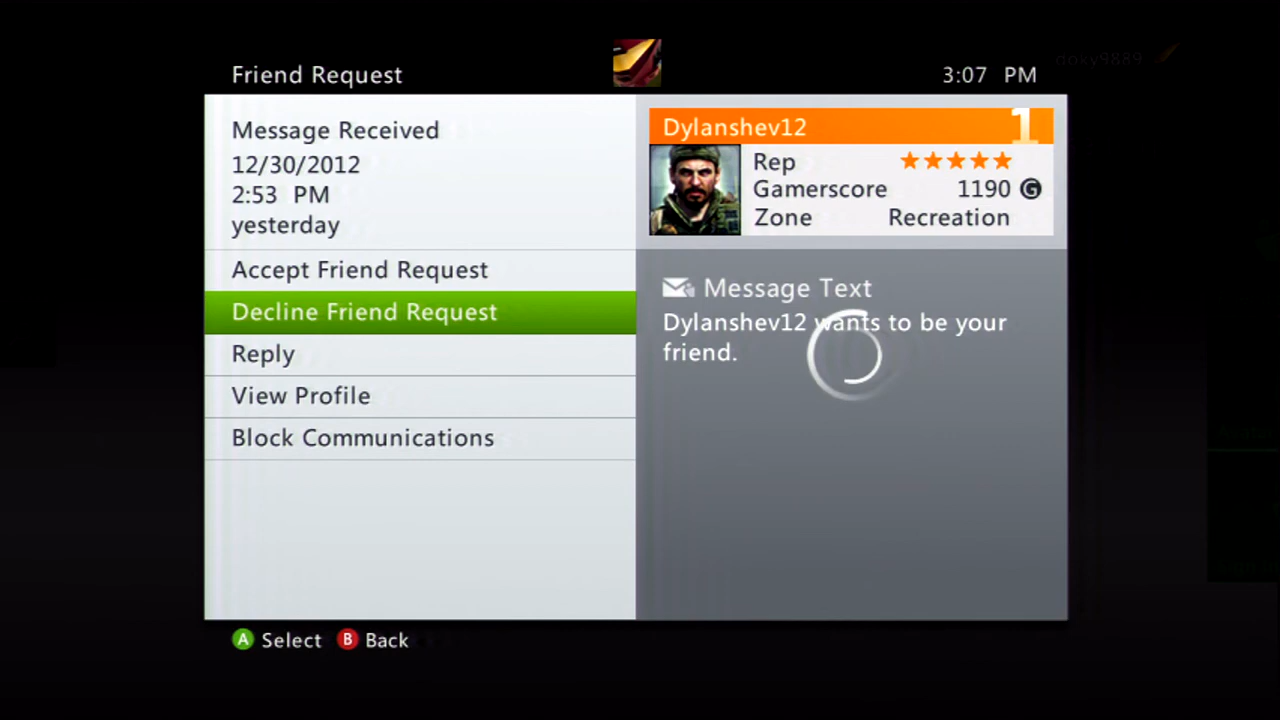 Friend Request
3:07 PM
doky9889
Message Received
12/30/2012
2:53 PM
yesterday
Accept Friend Request
Decline Friend Request
Reply
View Profile
Block Communications
Dylanshev12
1
Rep
Gamerscore 1190 G
Zone Recreation
Message Text
Dylanshev12 wants to be your
friend.
A Select B Back